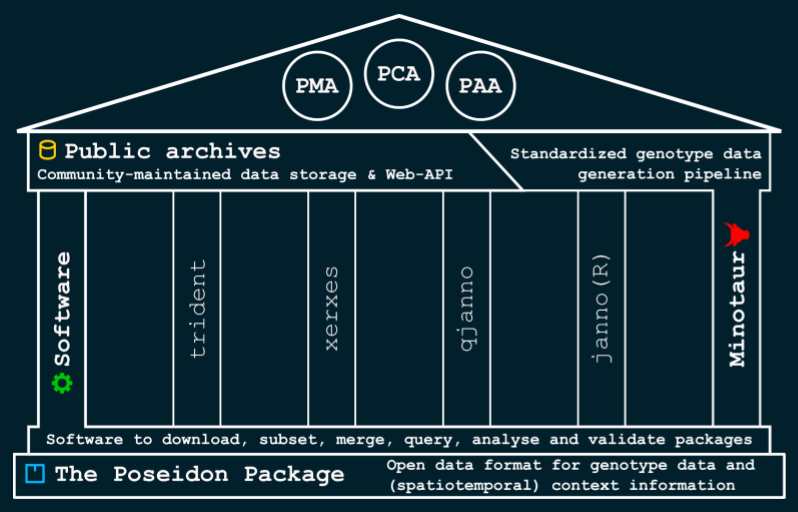 PMA
PCA
PAA
Public archives
Community-maintained data storage & Web-API
Standardized genotype data
generation pipeline
Software
trident
xerxes
qjanno
janno(R)
Minotaur
Software to download, subset, merge, query, analyse and validate packages
The Poseidon Package
Open data format for genotype data and
(spatiotemporal) context information